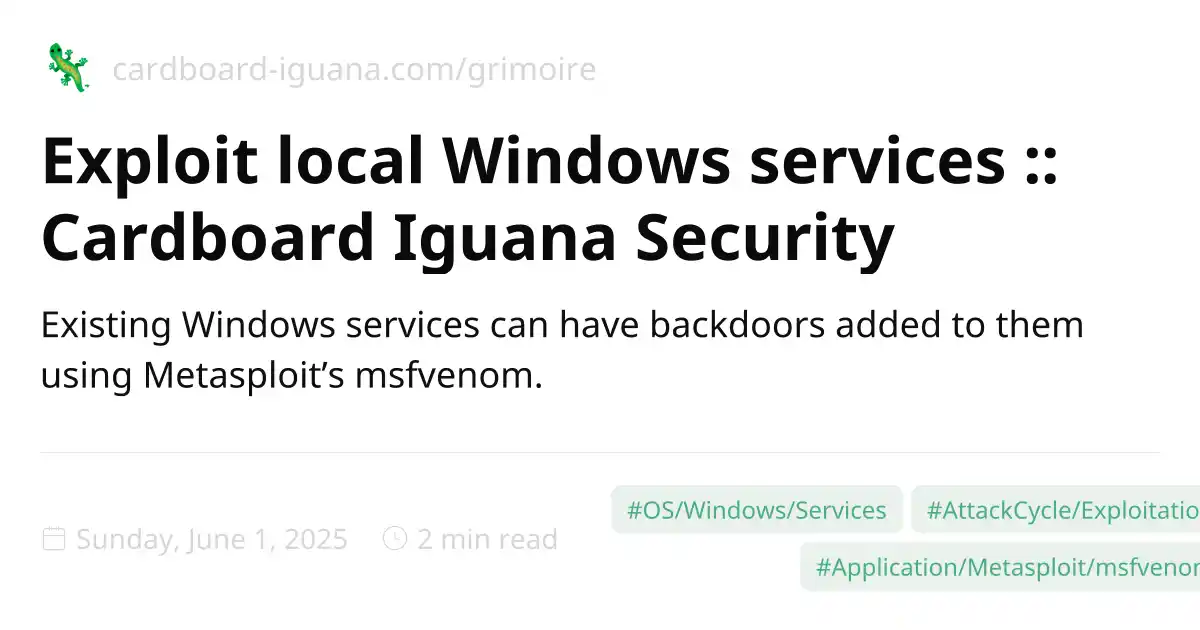 cardboard-iguana.com/grimoire
Exploit local Windows services ::
Cardboard Iguana Security
Existing Windows services can have backdoors added to them
using Metasploit’s msfvenom.
#OS/Windows/Services #AttackCycle/Exploitatio
Sunday, June 1, 2025 2 min read
#Application/Metasploit/msfvenom